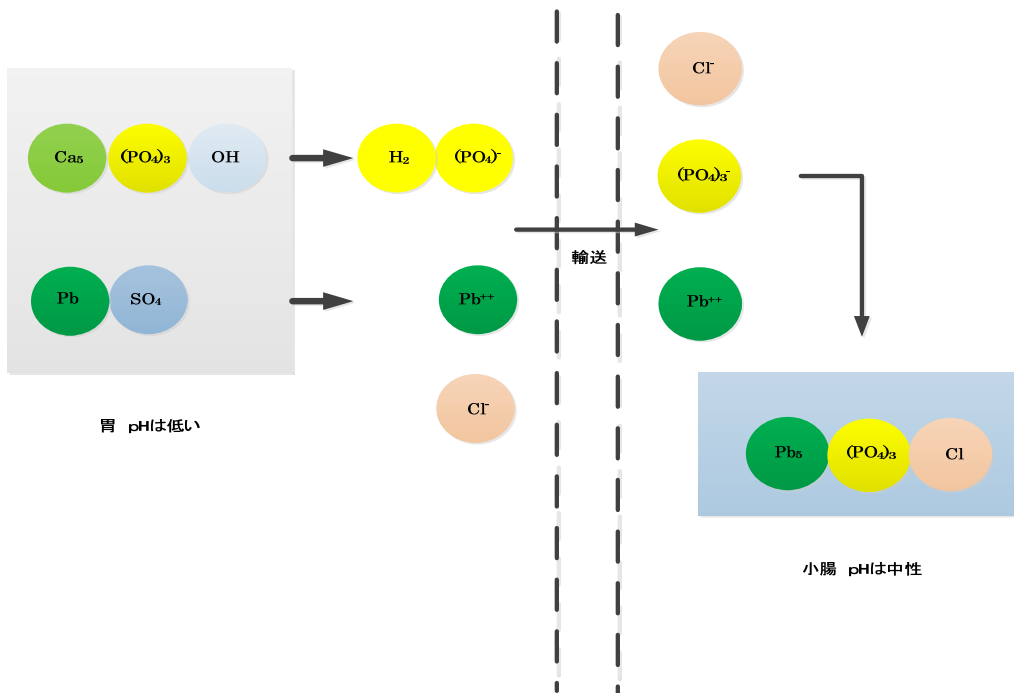 Ca₅ (PO₄)₃ OH
H₂ (PO₄)⁻
Pb SO₄
Pb⁺⁺
Cl⁻
胃 pHは低い
輸送
Cl⁻
(PO₄)₃⁻
Pb⁺⁺
Pb₅ (PO₄)₃ Cl
小腸 pHは中性